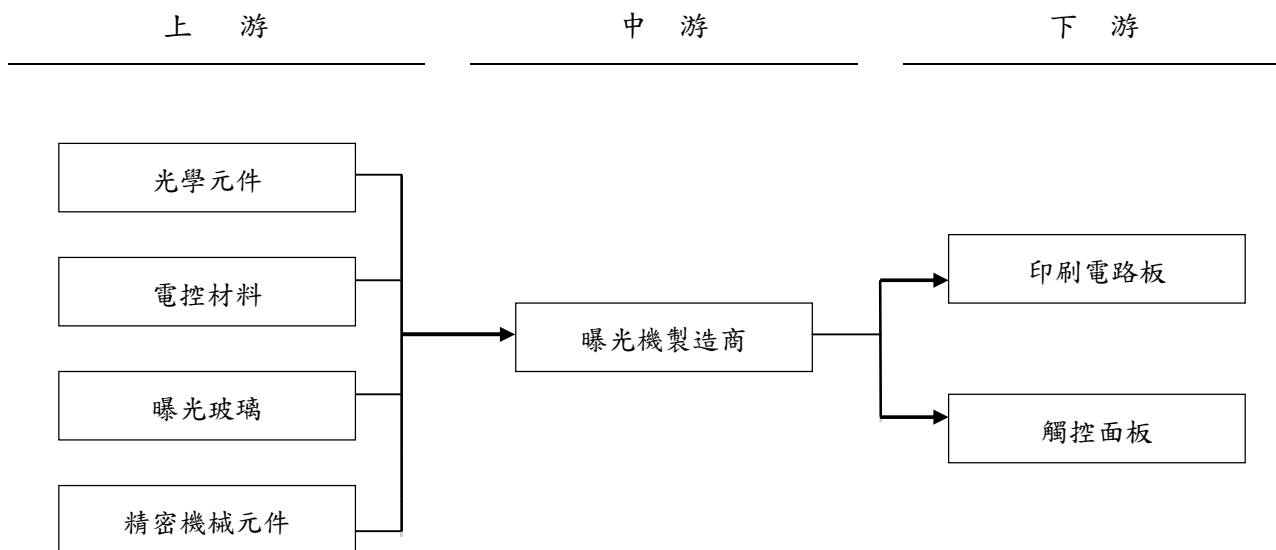 上 游
中 游
下 游
光學元件
電控材料
曝光玻璃
精密機械元件
曝光機製造商
印刷電路板
觸控面板